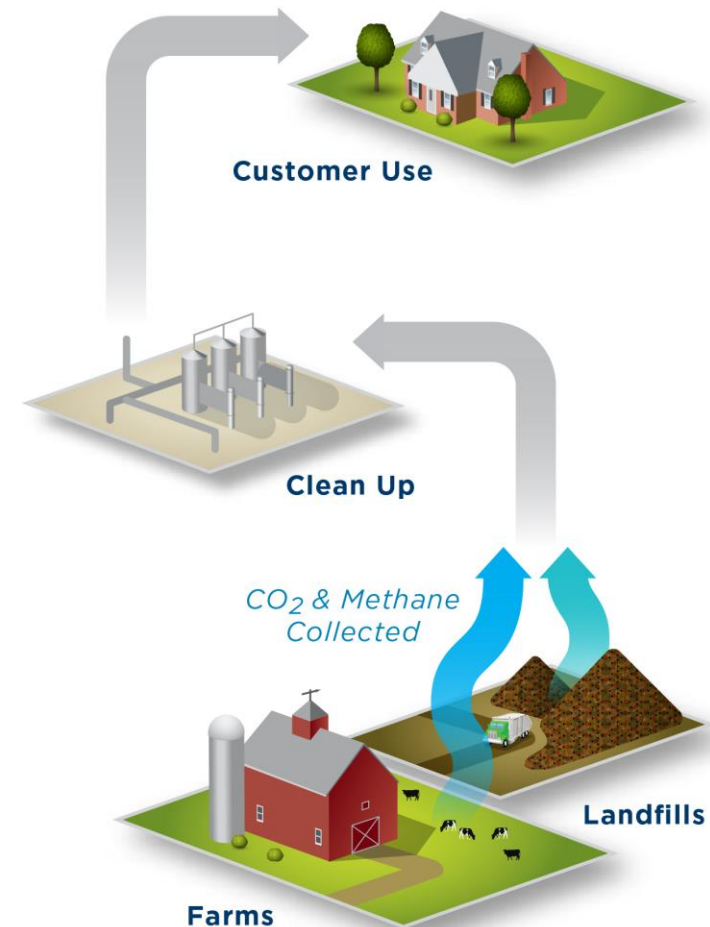 Customer Use
Clean Up
CO₂ & Methane
Collected
Landfills
Farms